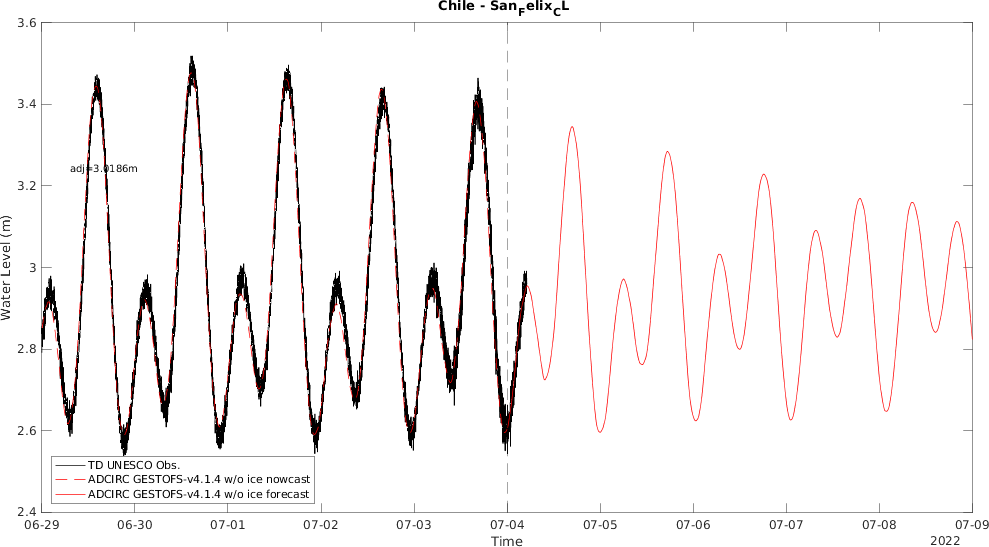 Chile - SanFelixCL
3.6
3.4
adj=3.0186m
3.2
3
2.8
2.6
2.4
Water Level (m)
TD UNESCO Obs.
ADCIRC GESTOFS-v4.1.4 w/o ice nowcast
ADCIRC GESTOFS-v4.1.4 w/o ice forecast
06-29 06-30 07-01 07-02 07-03 07-04 07-05 07-06 07-07 07-08 07-09
Time
2022